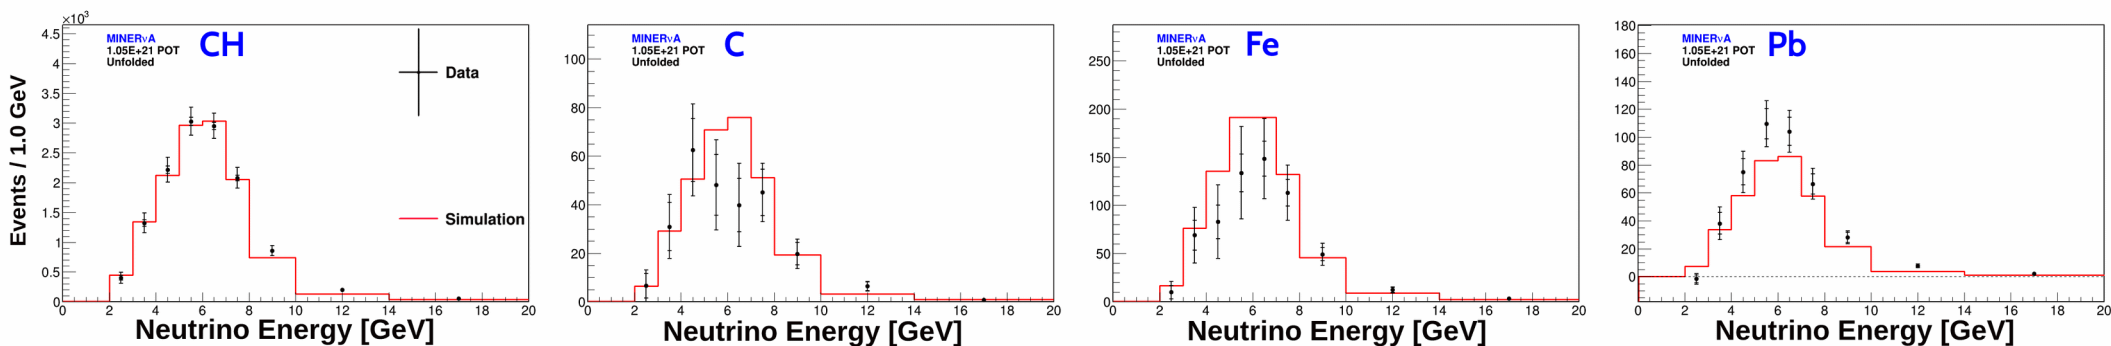 ×10³
Events / 1.0 GeV
4.5
4
3.5
3
2.5
2
1.5
1
0.5
0
MINERνA
1.05E+21 POT
Unfolded
CH
Data
Simulation
0 2 4 6 8 10 12 14 16 18 20
Neutrino Energy [GeV]
100
80
60
40
20
0
MINERνA
1.05E+21 POT
Unfolded
C
0 2 4 6 8 10 12 14 16 18 20
Neutrino Energy [GeV]
250
200
150
100
50
0
MINERνA
1.05E+21 POT
Unfolded
Fe
0 2 4 6 8 10 12 14 16 18 20
Neutrino Energy [GeV]
180
160
140
120
100
80
60
40
20
0
MINERνA
1.05E+21 POT
Unfolded
Pb
0 2 4 6 8 10 12 14 16 18 20
Neutrino Energy [GeV]